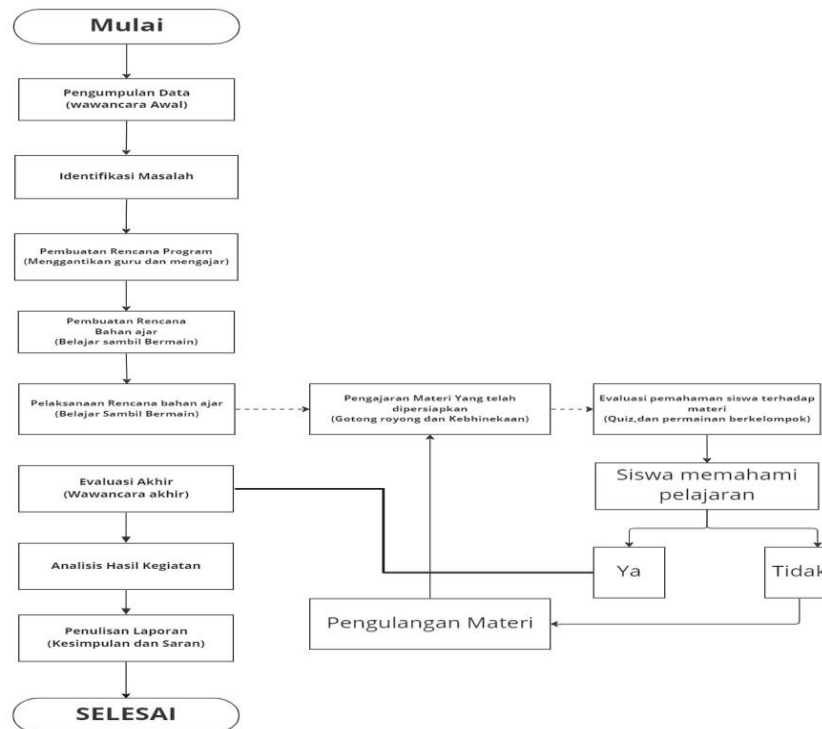 Mulai
Pengumpulan Data
(wawancara Awal)
Identifikasi Masalah
Pembuatan Rencana Program
(Menggantikan guru dan mengajar)
Pembuatan Rencana
Bahan ajar
(Belajar sambil Bermain)
Pelaksanaan Rencana bahan ajar
(Belajar Sambil Bermain)
Pengajaran Materi Yang telah
dipersiapkan
(Gotong royong dan Kebhinekaan)
Evaluasi pemahaman siswa terhadap
materi
(Quiz,dan permainan berkelompok)
Siswa memahami
pelajaran
Ya
Tidak
Pengulangan Materi
Evaluasi Akhir
(Wawancara akhir)
Analisis Hasil Kegiatan
Penulisan Laporan
(Kesimpulan dan Saran)
SELESAI